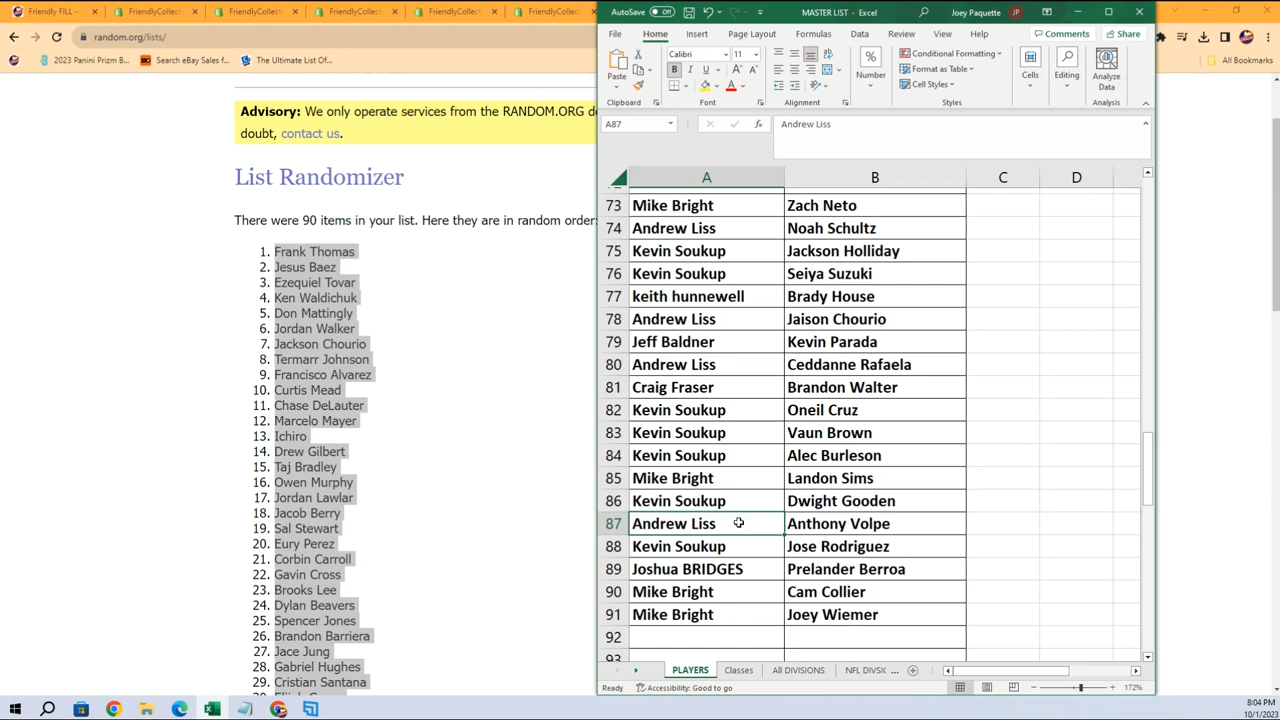 Friendly FILL –
FriendlyCollect
FriendlyCollect
FriendlyCollect
FriendlyCollect
FriendlyCollect
random.org/lists/
2023 Panini Prizm B...
Search eBay Sales f...
The Ultimate List Of...
All Bookmarks
Advisory: We only operate services from the RANDOM.ORG do
doubt, contact us.
List Randomizer
There were 90 items in your list. Here they are in random order:
1. Frank Thomas
2. Jesus Baez
3. Ezequiel Tovar
4. Ken Waldichuk
5. Don Mattingly
6. Jordan Walker
7. Jackson Chourio
8. Termarr Johnson
9. Francisco Alvarez
10. Curtis Mead
11. Chase DeLauter
12. Marcelo Mayer
13. Ichiro
14. Drew Gilbert
15. Taj Bradley
16. Owen Murphy
17. Jordan Lawlar
18. Jacob Berry
19. Sal Stewart
20. Eury Perez
21. Corbin Carroll
22. Gavin Cross
23. Brooks Lee
24. Dylan Beavers
25. Spencer Jones
26. Brandon Barriera
27. Jace Jung
28. Gabriel Hughes
29. Cristian Santana
AutoSave Off
MASTER LIST - Excel
Joey Paquette JP
File Home Insert Page Layout Formulas Data Review View Help Comments Share
Paste
Calibri 11
B I U
Number
Conditional Formatting
Format as Table
Cell Styles
Cells
Editing
Analyze Data
Clipboard Font Alignment Styles Analysis
A87 fx Andrew Liss
A B C D
73 Mike Bright Zach Neto
74 Andrew Liss Noah Schultz
75 Kevin Soukup Jackson Holliday
76 Kevin Soukup Seiya Suzuki
77 keith hunnewell Brady House
78 Andrew Liss Jaison Chourio
79 Jeff Baldner Kevin Parada
80 Andrew Liss Ceddanne Rafaela
81 Craig Fraser Brandon Walter
82 Kevin Soukup Oneil Cruz
83 Kevin Soukup Vaun Brown
84 Kevin Soukup Alec Burleson
85 Mike Bright Landon Sims
86 Kevin Soukup Dwight Gooden
87 Andrew Liss Anthony Volpe
88 Kevin Soukup Jose Rodriguez
89 Joshua BRIDGES Prelander Berroa
90 Mike Bright Cam Collier
91 Mike Bright Joey Wiemer
92
93
PLAYERS Classes All DIVISIONS NFL DIVSI( ...
Ready Accessibility: Good to go 172%
8:04 PM
10/1/2023